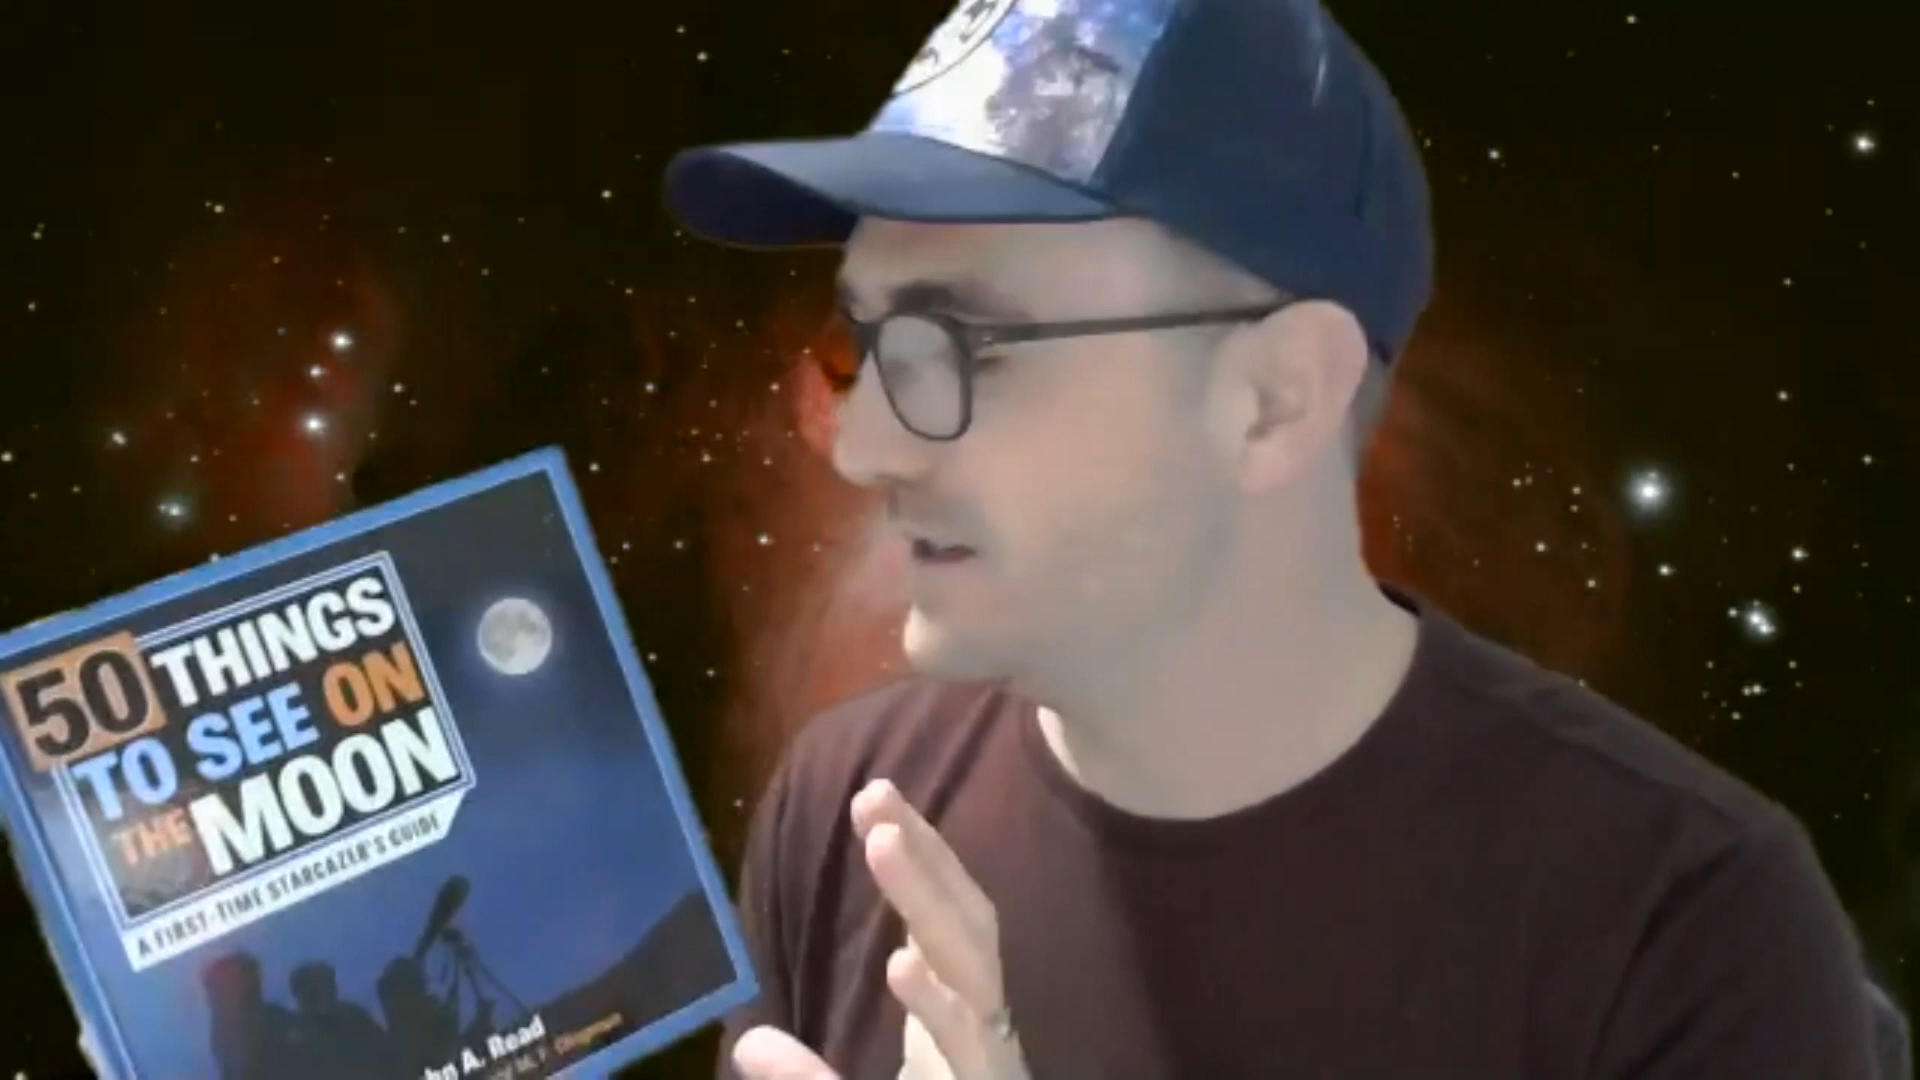 50 THINGS
TO SEE ON
THE MOON
A FIRST-TIME STARGAZER'S GUIDE
hn A. Read